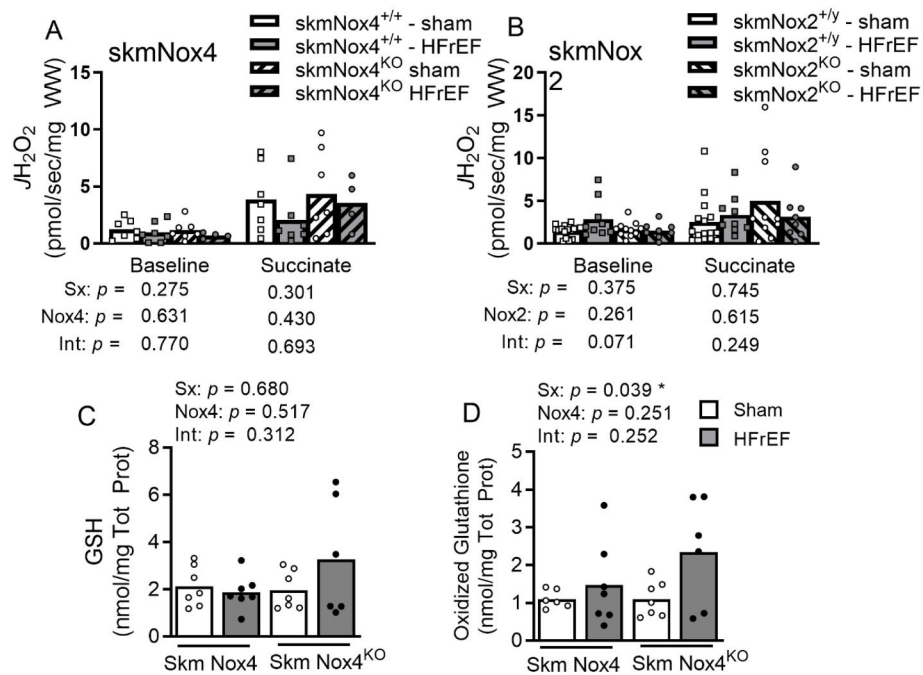 A
skmNox4
skmNox4+/+ - sham
skmNox4+/+ - HFrEF
skmNox4KO sham
skmNox4KO HFrEF
JH2O2
(pmol/sec/mg WW)
15
10
5
0
Baseline
Succinate
Sx: p = 0.275 0.301
Nox4: p = 0.631 0.430
Int: p = 0.770 0.693
B
skmNox
2
skmNox2+/y - sham
skmNox2+/y - HFrEF
skmNox2KO - sham
skmNox2KO - HFrEF
JH2O2
(pmol/sec/mg WW)
20
15
10
5
0
Baseline
Succinate
Sx: p = 0.375 0.745
Nox2: p = 0.261 0.615
Int: p = 0.071 0.249
C
Sx: p = 0.680
Nox4: p = 0.517
Int: p = 0.312
GSH
(nmol/mg Tot Prot)
8
6
4
2
0
Skm Nox4
Skm Nox4KO
D
Sx: p = 0.039 *
Nox4: p = 0.251
Int: p = 0.252
Sham
HFrEF
Oxidized Glutathione
(nmol/mg Tot Prot)
5
4
3
2
1
0
Skm Nox4
Skm Nox4KO